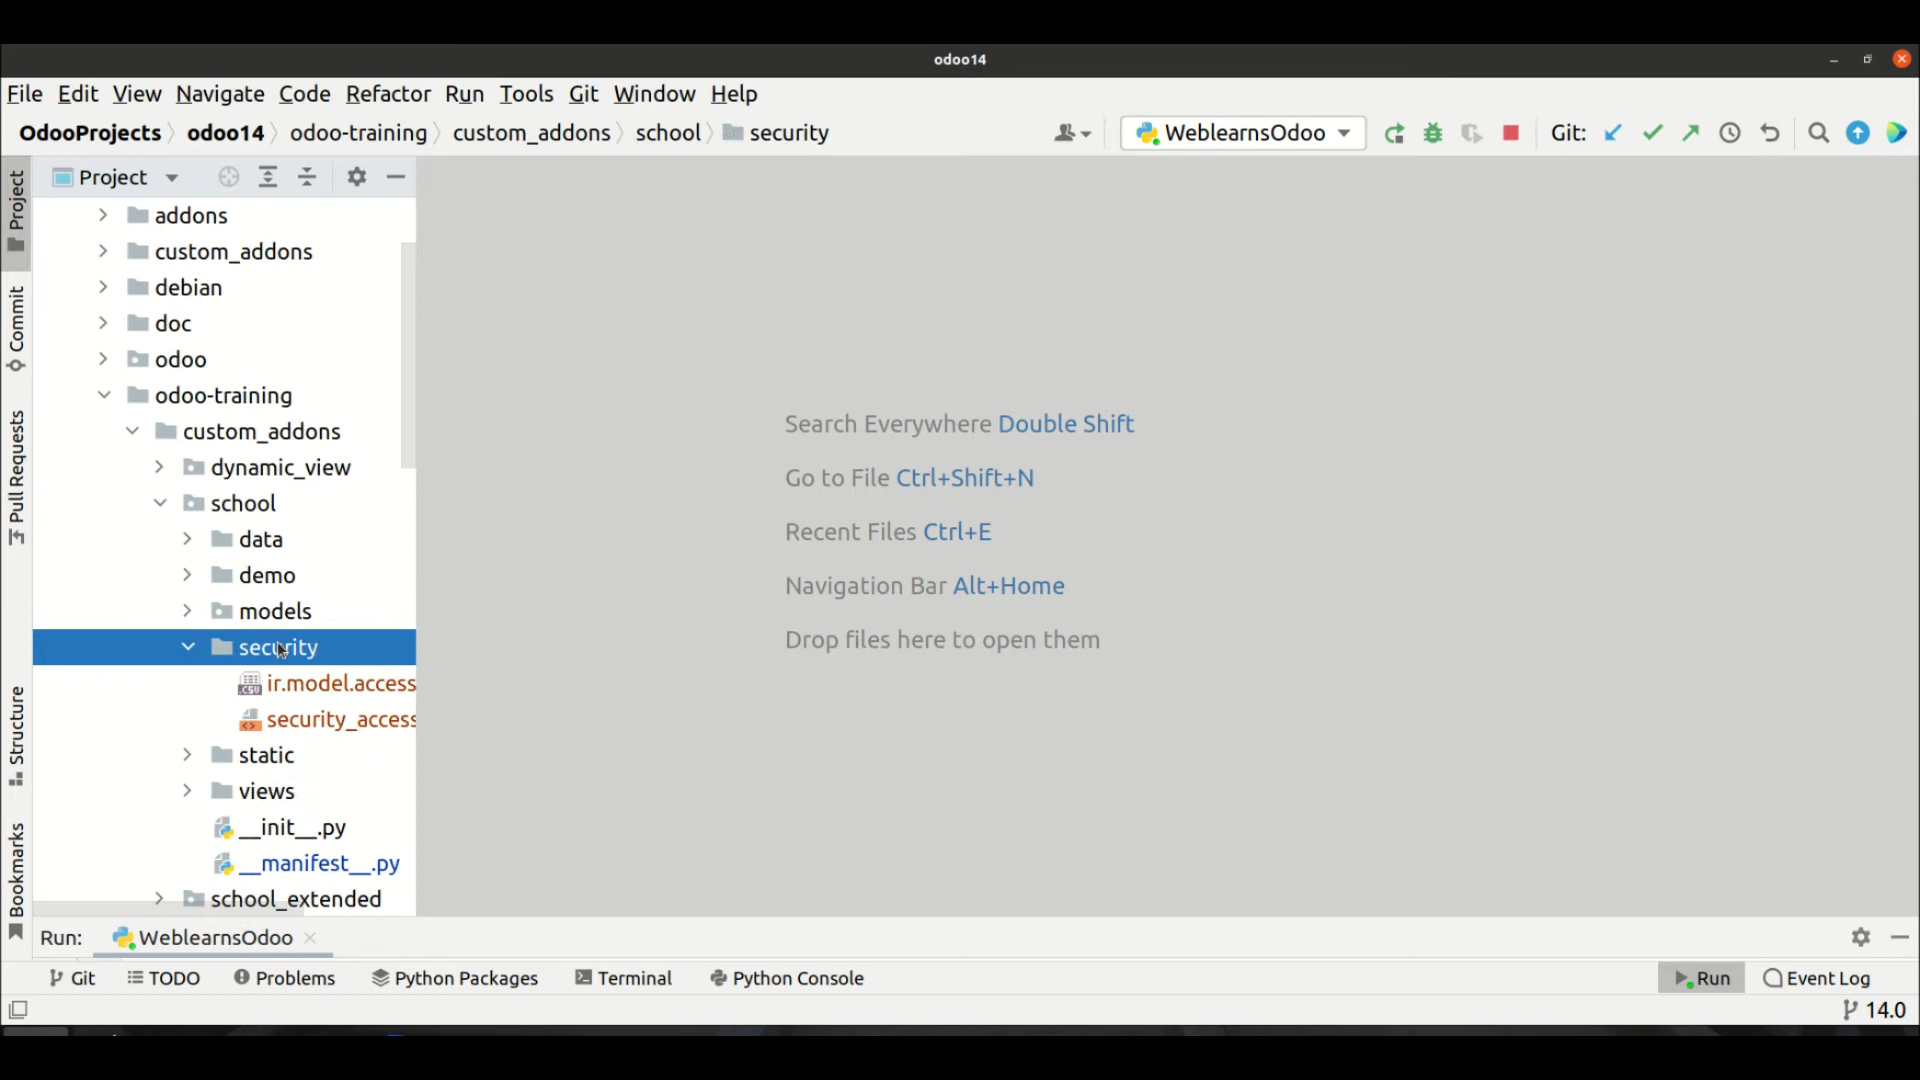 odoo14
File Edit View Navigate Code Refactor Run Tools Git Window Help
OdooProjects odoo14 odoo-training custom_addons school security WeblearnsOdoo Git:
Project
addons
custom_addons
debian
doc
odoo
odoo-training
custom_addons
dynamic_view
school
data
demo
models
security
ir.model.access
security_access
static
views
__init__.py
__manifest__.py
school_extended
Project
Commit
Pull Requests
Structure
Bookmarks
Search Everywhere Double Shift
Go to File Ctrl+Shift+N
Recent Files Ctrl+E
Navigation Bar Alt+Home
Drop files here to open them
Run: WeblearnsOdoo
Git TODO Problems Python Packages Terminal Python Console Run Event Log
14.0